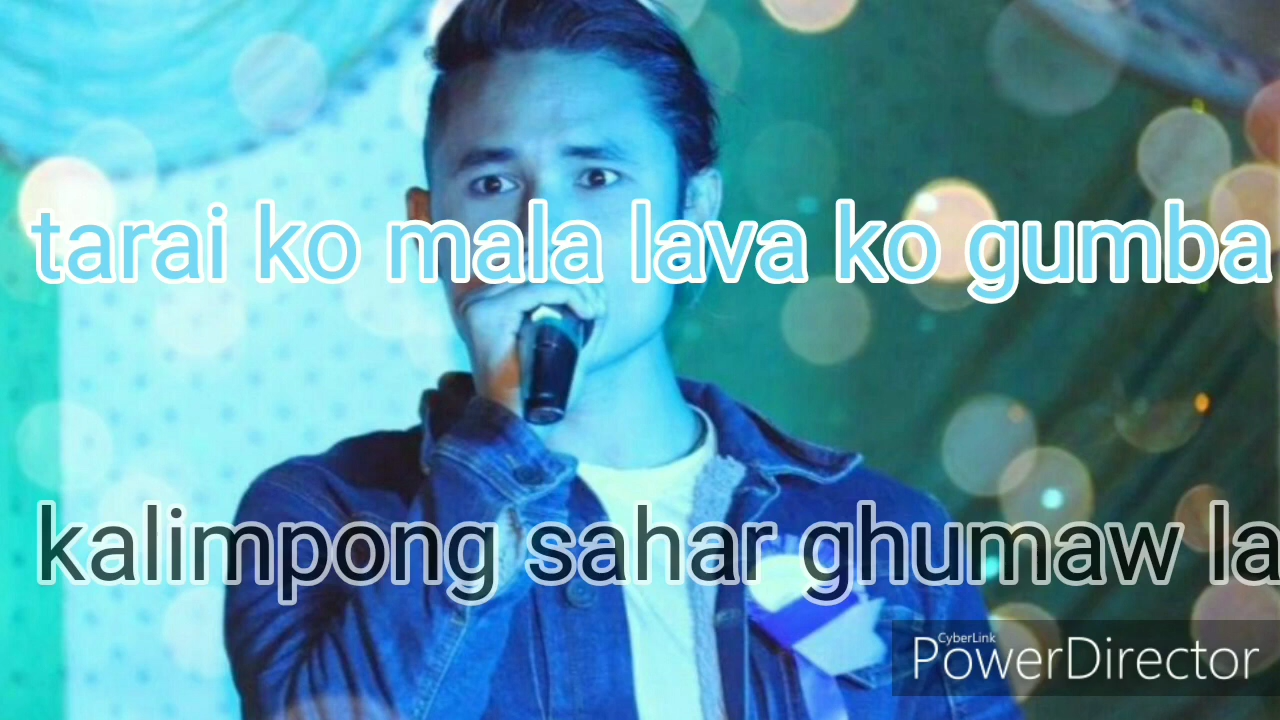 tarai ko mala lava ko gumba
kalimpong sahar ghumaw la
CyberLink
PowerDirector